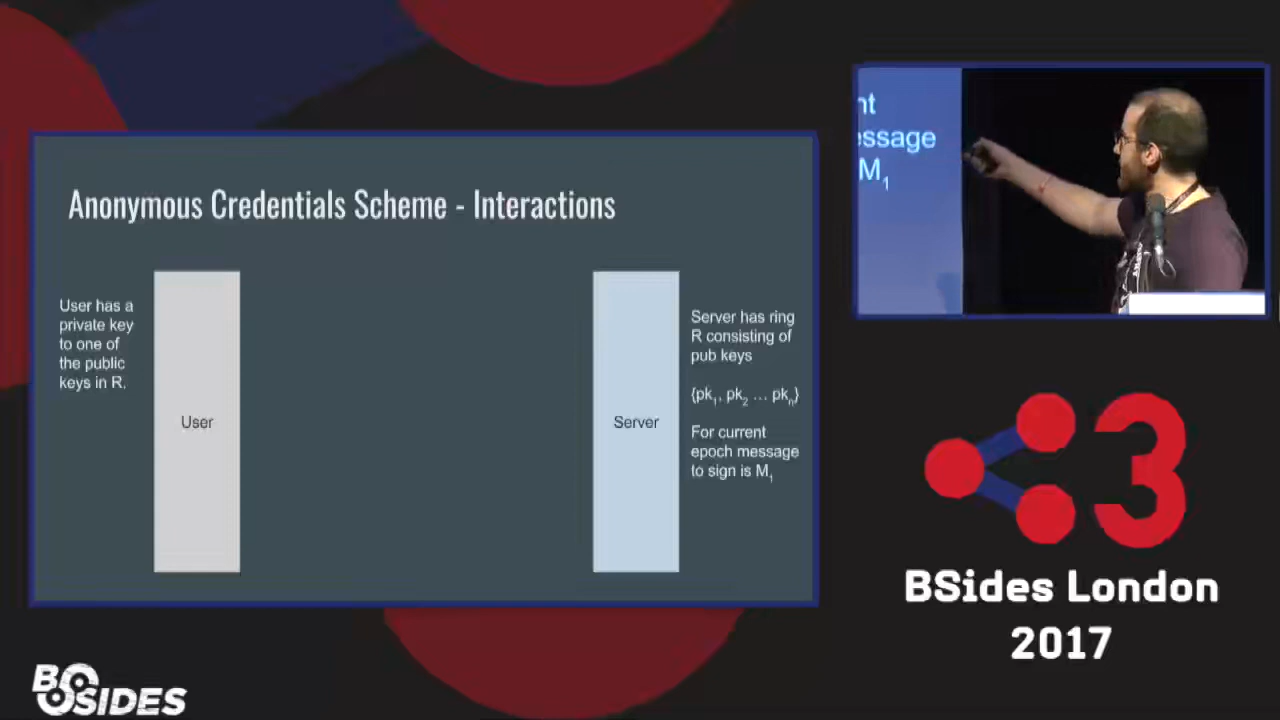 Anonymous Credentials Scheme - Interactions
User has a
private key
to one of
the public
keys in R.
User
Server
Server has ring
R consisting of
pub keys
{pk1, pk2 … pkn}
For current
epoch message
to sign is M1
nt
essage
M1
3
BSides London
2017
BSIDES